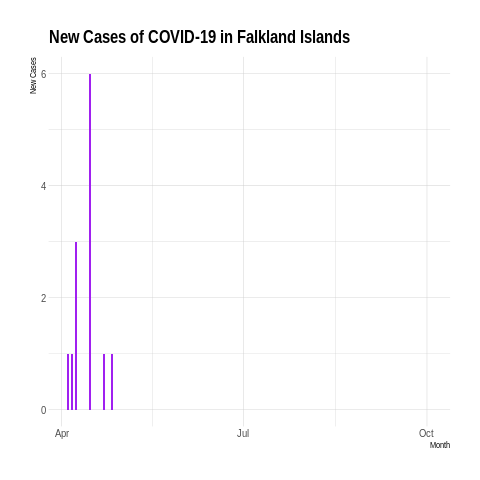 New Cases of COVID-19 in Falkland Islands
New Cases
6
4
2
0
Apr Jul Oct
Month